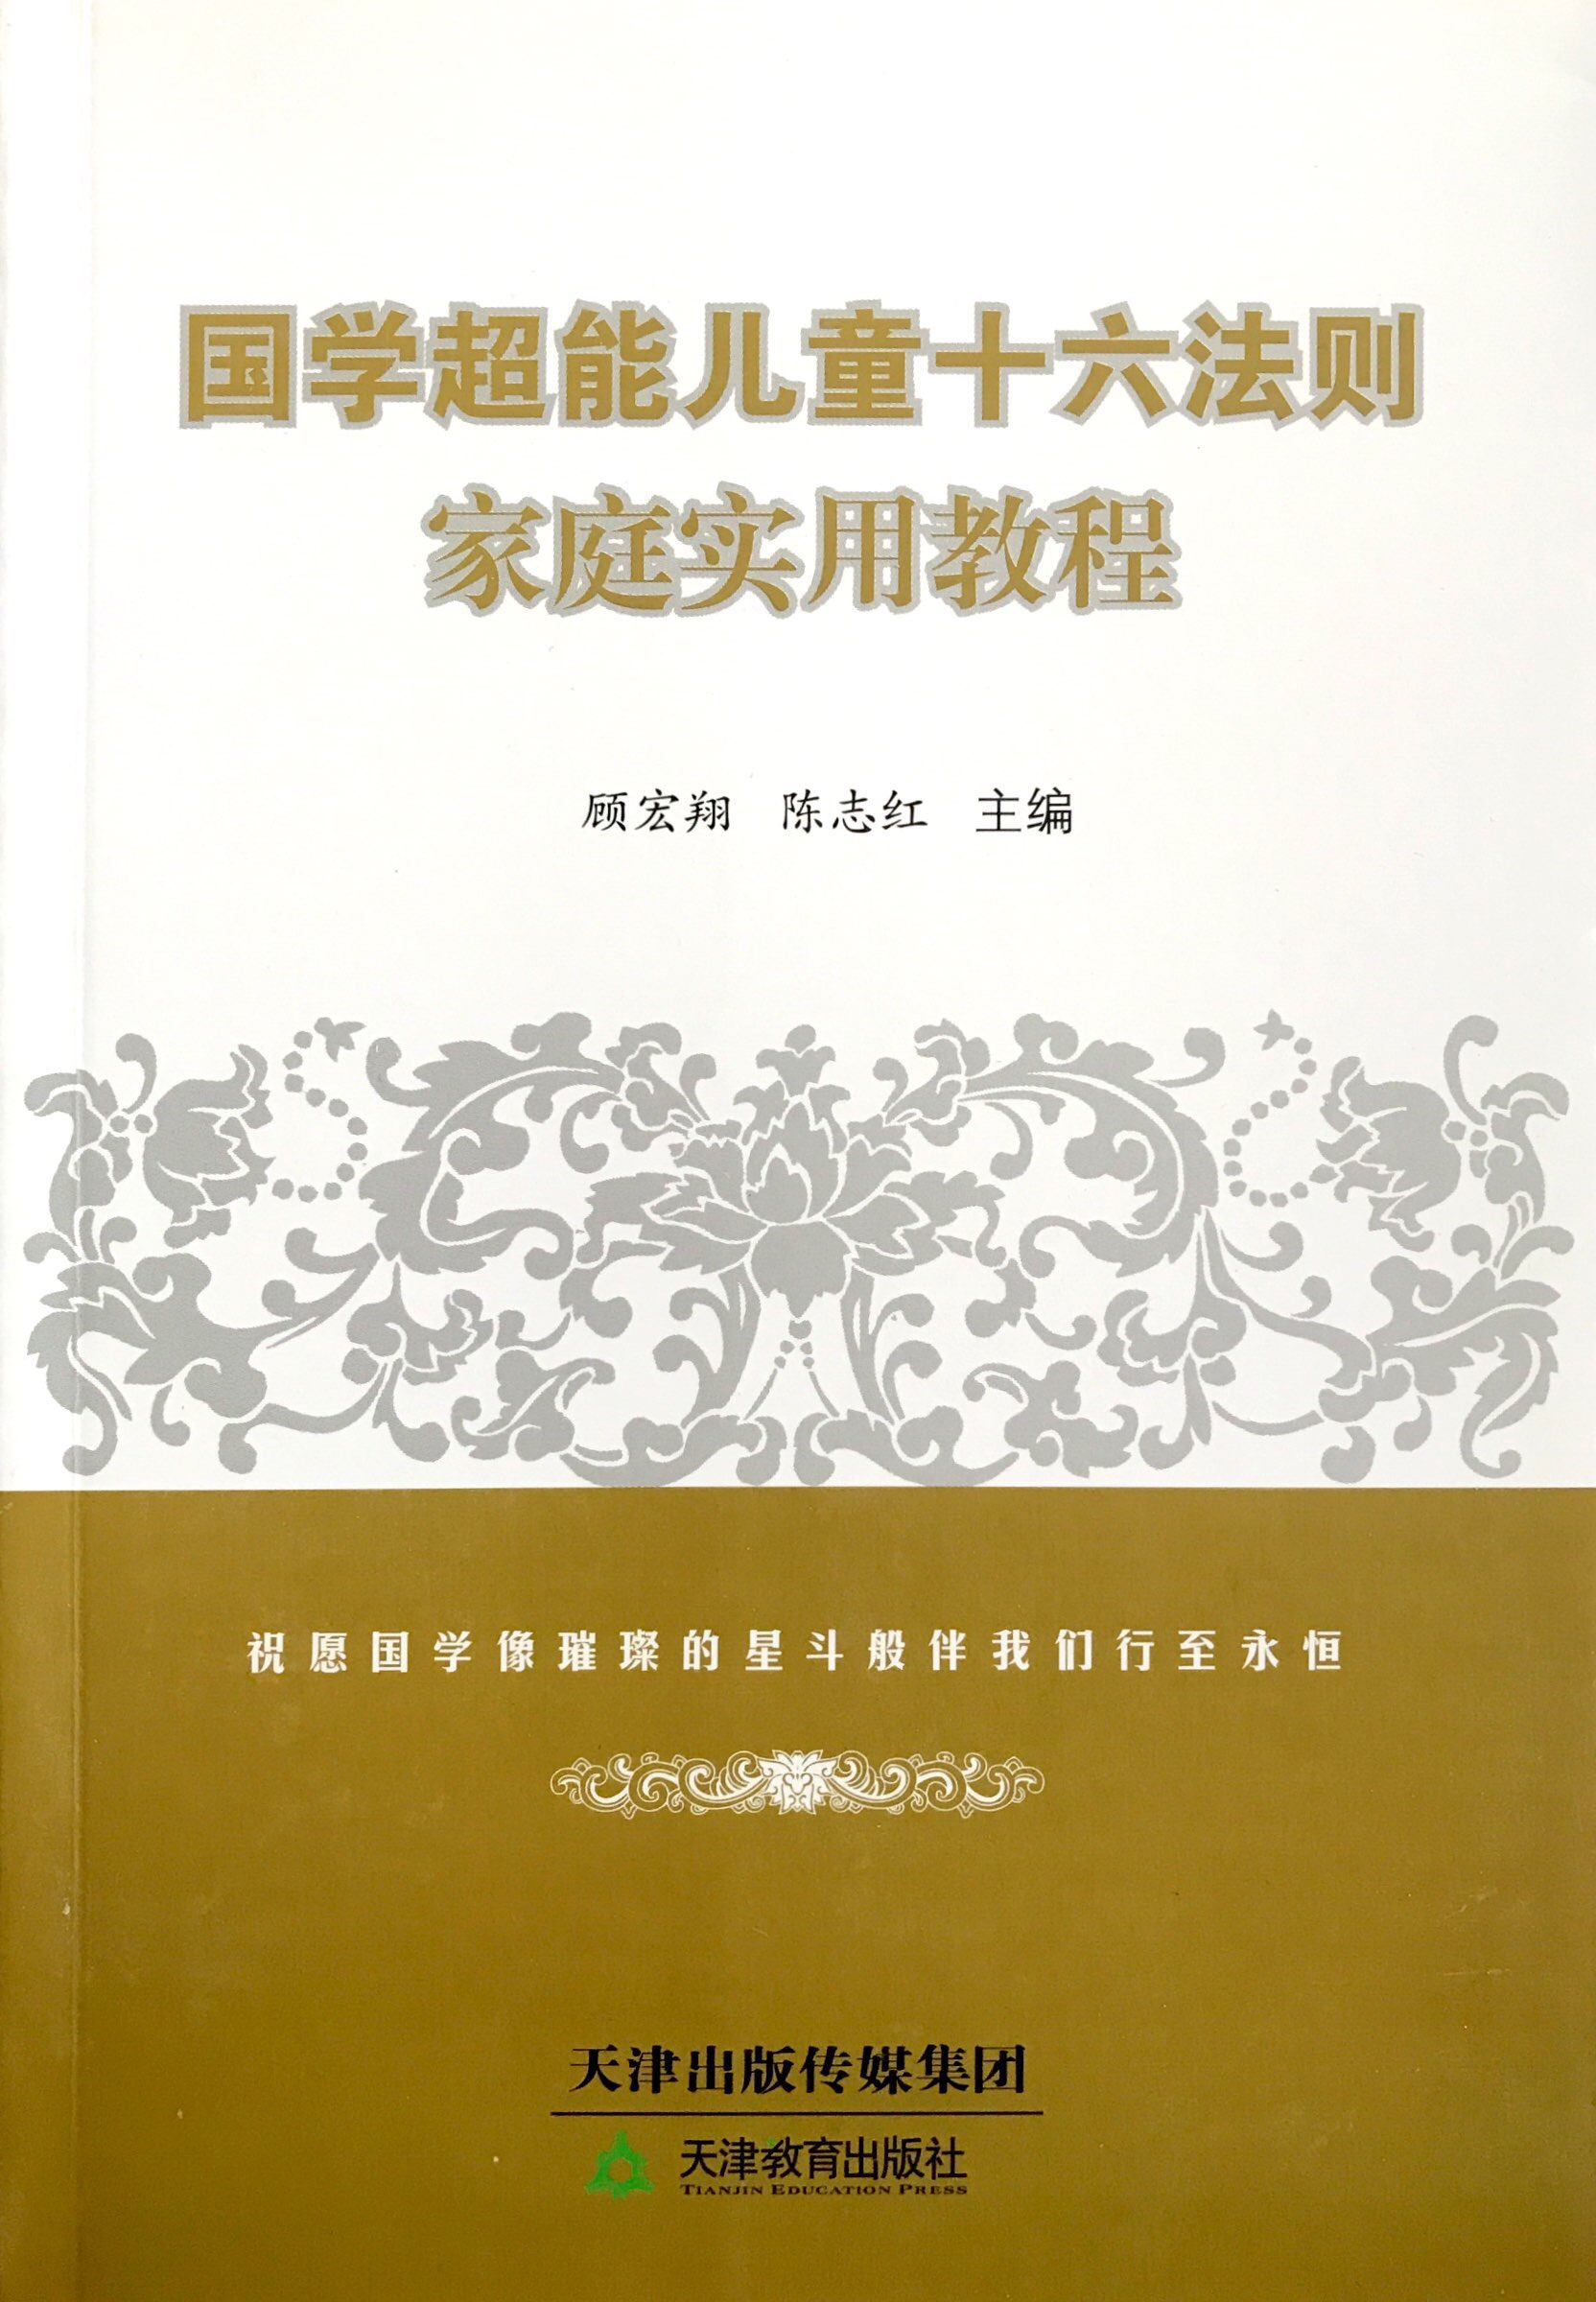 国学超能儿童十六法则
家庭实用教程
顾宏翔 陈志红 主编
祝愿国学像璀璨的星斗般伴我们行至永恒
天津出版传媒集团
天津教育出版社
TIANJIN EDUCATION PRESS